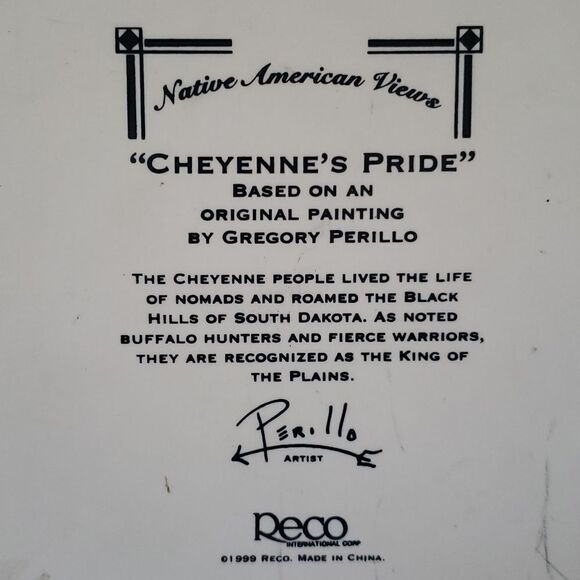 Native American Views
“CHEYENNE’S PRIDE”
BASED ON AN
ORIGINAL PAINTING
BY GREGORY PERILLO
THE CHEYENNE PEOPLE LIVED THE LIFE
OF NOMADS AND ROAMED THE BLACK
HILLS OF SOUTH DAKOTA. AS NOTED
BUFFALO HUNTERS AND FIERCE WARRIORS,
THEY ARE RECOGNIZED AS THE KING OF
THE PLAINS.
PERillo
ARTIST
Reco
INTERNATIONAL CORP
©1999 RECO. MADE IN CHINA.